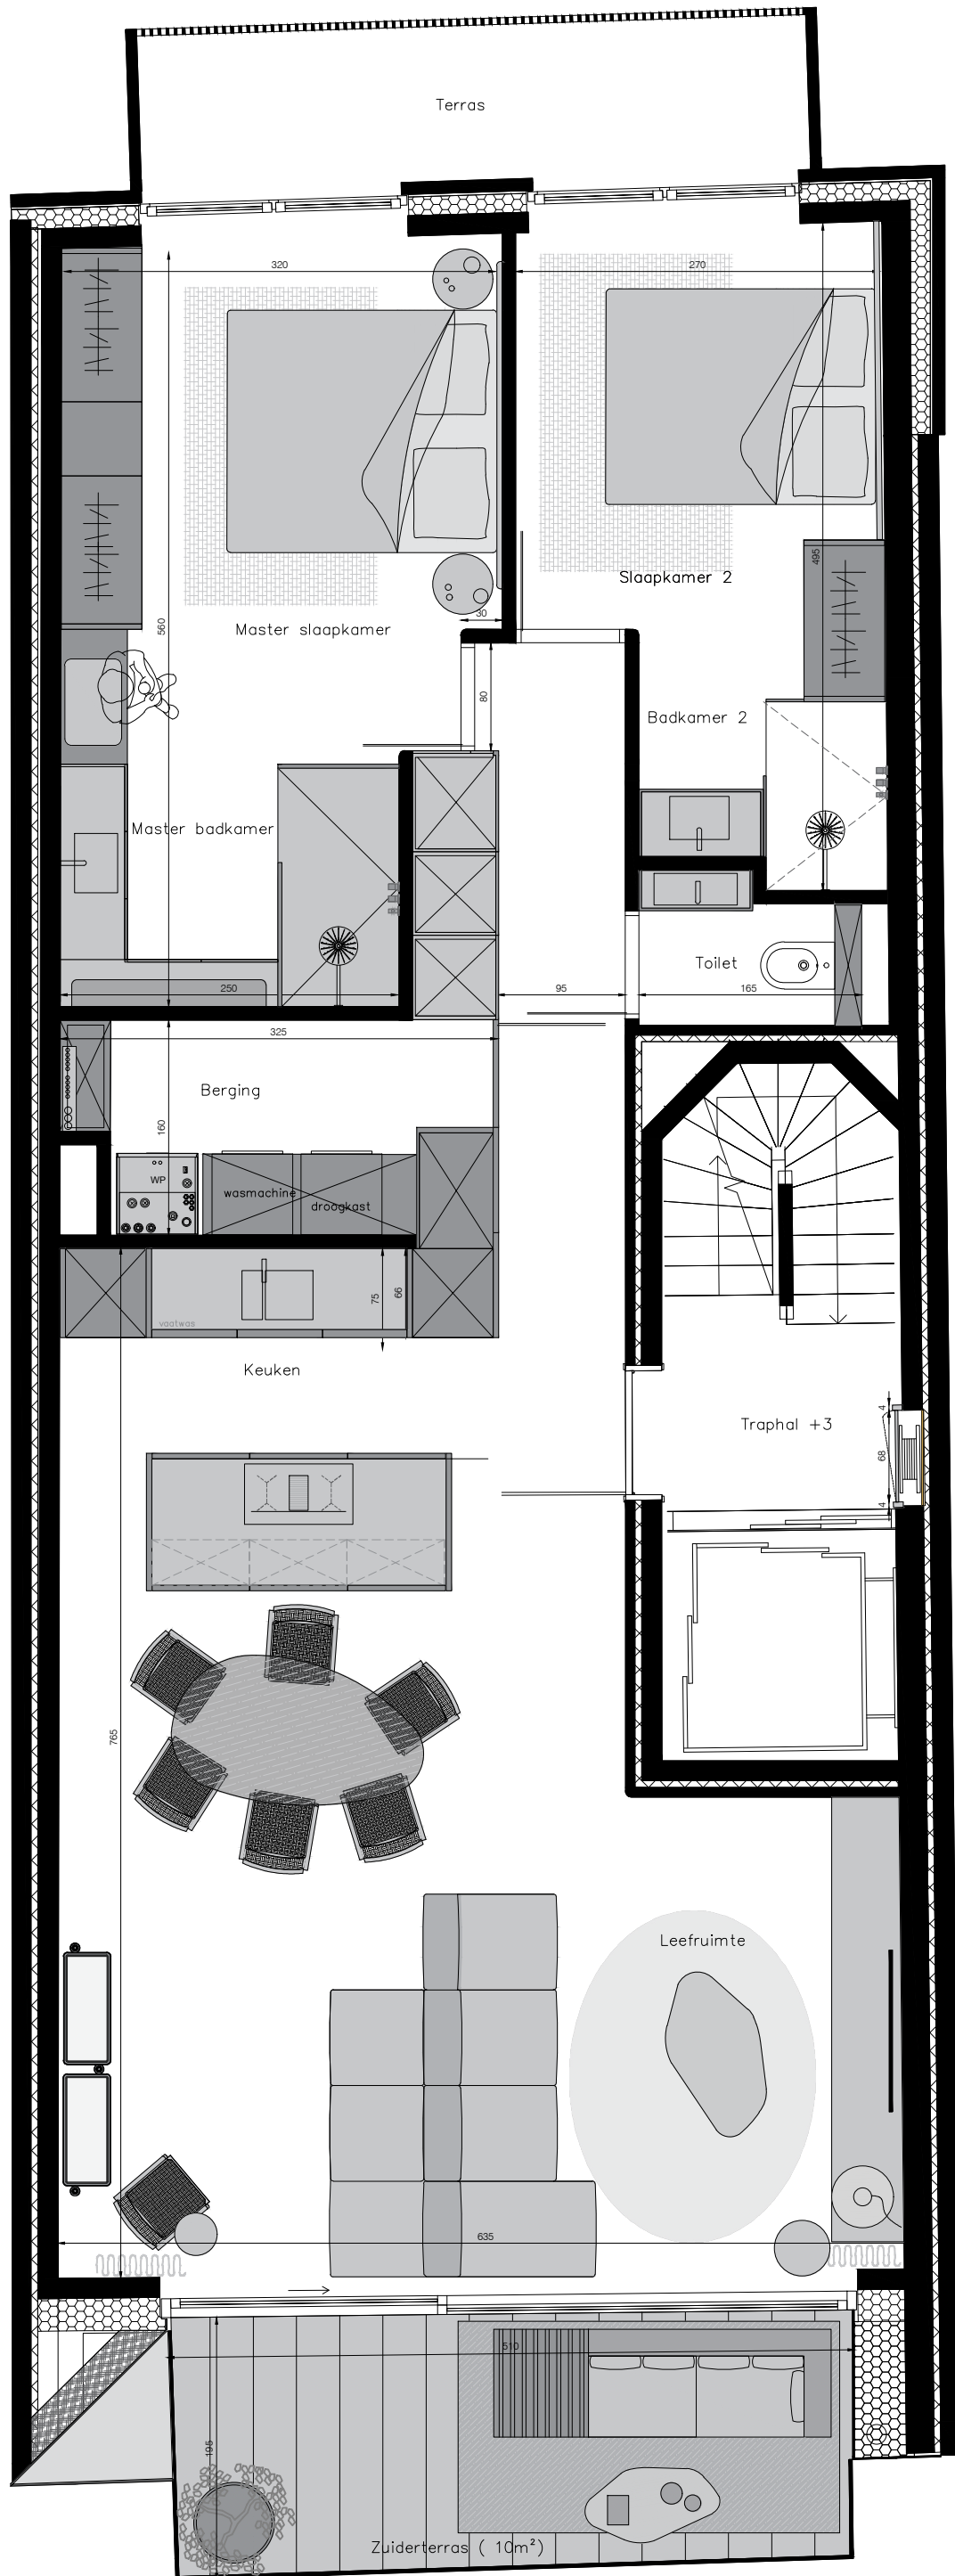 Terras
320
270
495
Slaapkamer 2
30
Master slaapkamer
560
80
Badkamer 2
Master badkamer
Toilet
250
95
165
325
Berging
160
WP
wasmachine
droogkast
75
66
vaatwas
Keuken
Traphal +3
4
68
4
765
Leefruimte
635
510
195
Zuiderterras ( 10m²)